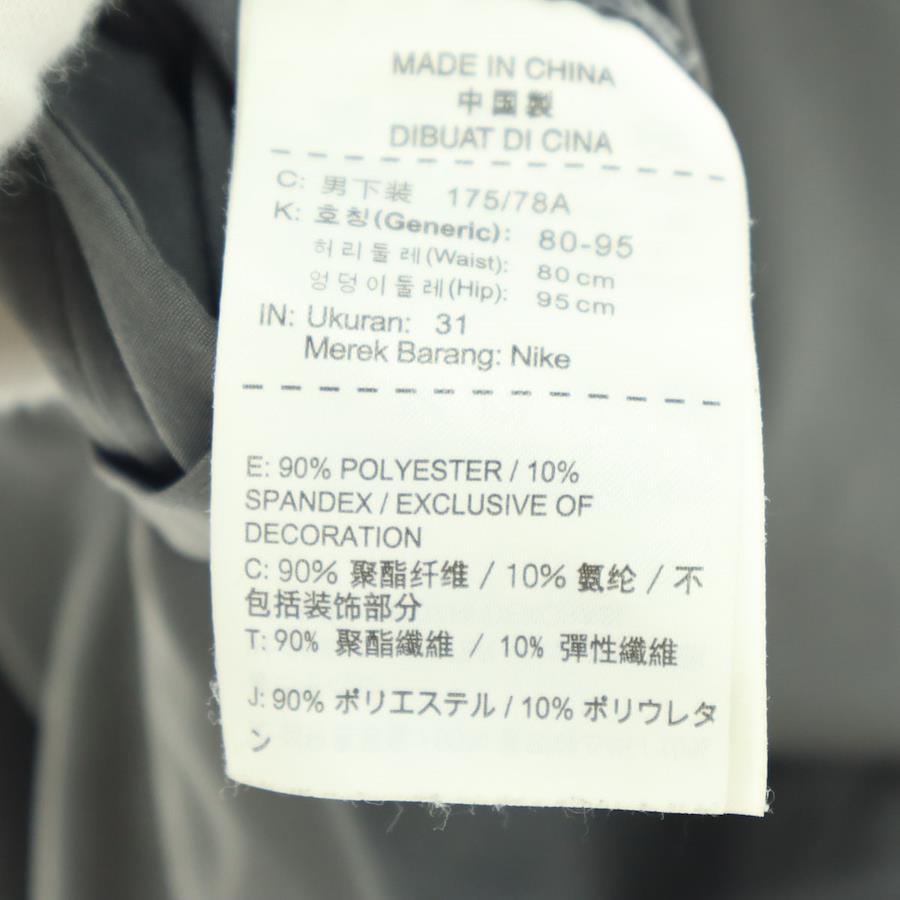 MADE IN CHINA
中国製
DIBUAT DI CINA
C: 男下装 175/78A
K: 호칭(Generic): 80-95
허리둘레(Waist): 80 cm
엉덩이둘레(Hip): 95 cm
IN: Ukuran: 31
Merek Barang: Nike
E: 90% POLYESTER / 10%
SPANDEX / EXCLUSIVE OF
DECORATION
C: 90% 聚酯纤维 / 10% 氨纶 / 不
包括装饰部分
T: 90% 聚酯纖維 / 10% 彈性纖維
J: 90% ポリエステル / 10% ポリウレタ
ン